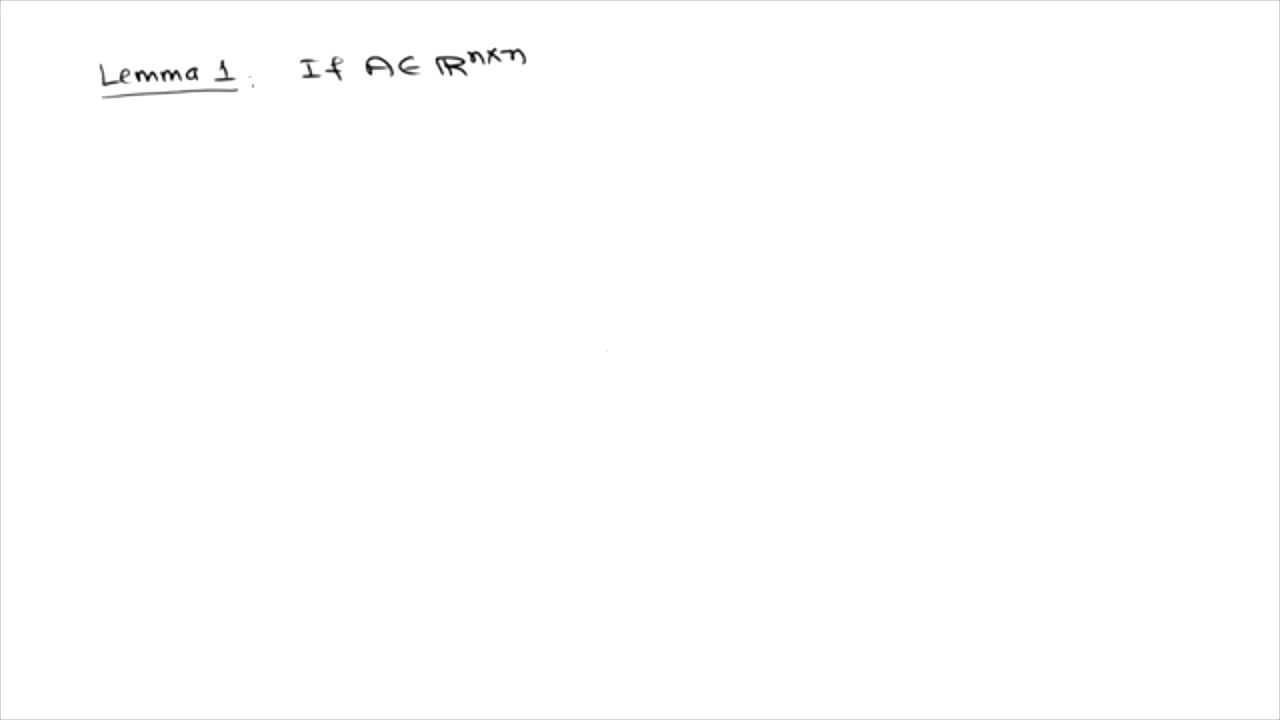 Lemma 1. If A ∈ ℝⁿˣⁿ